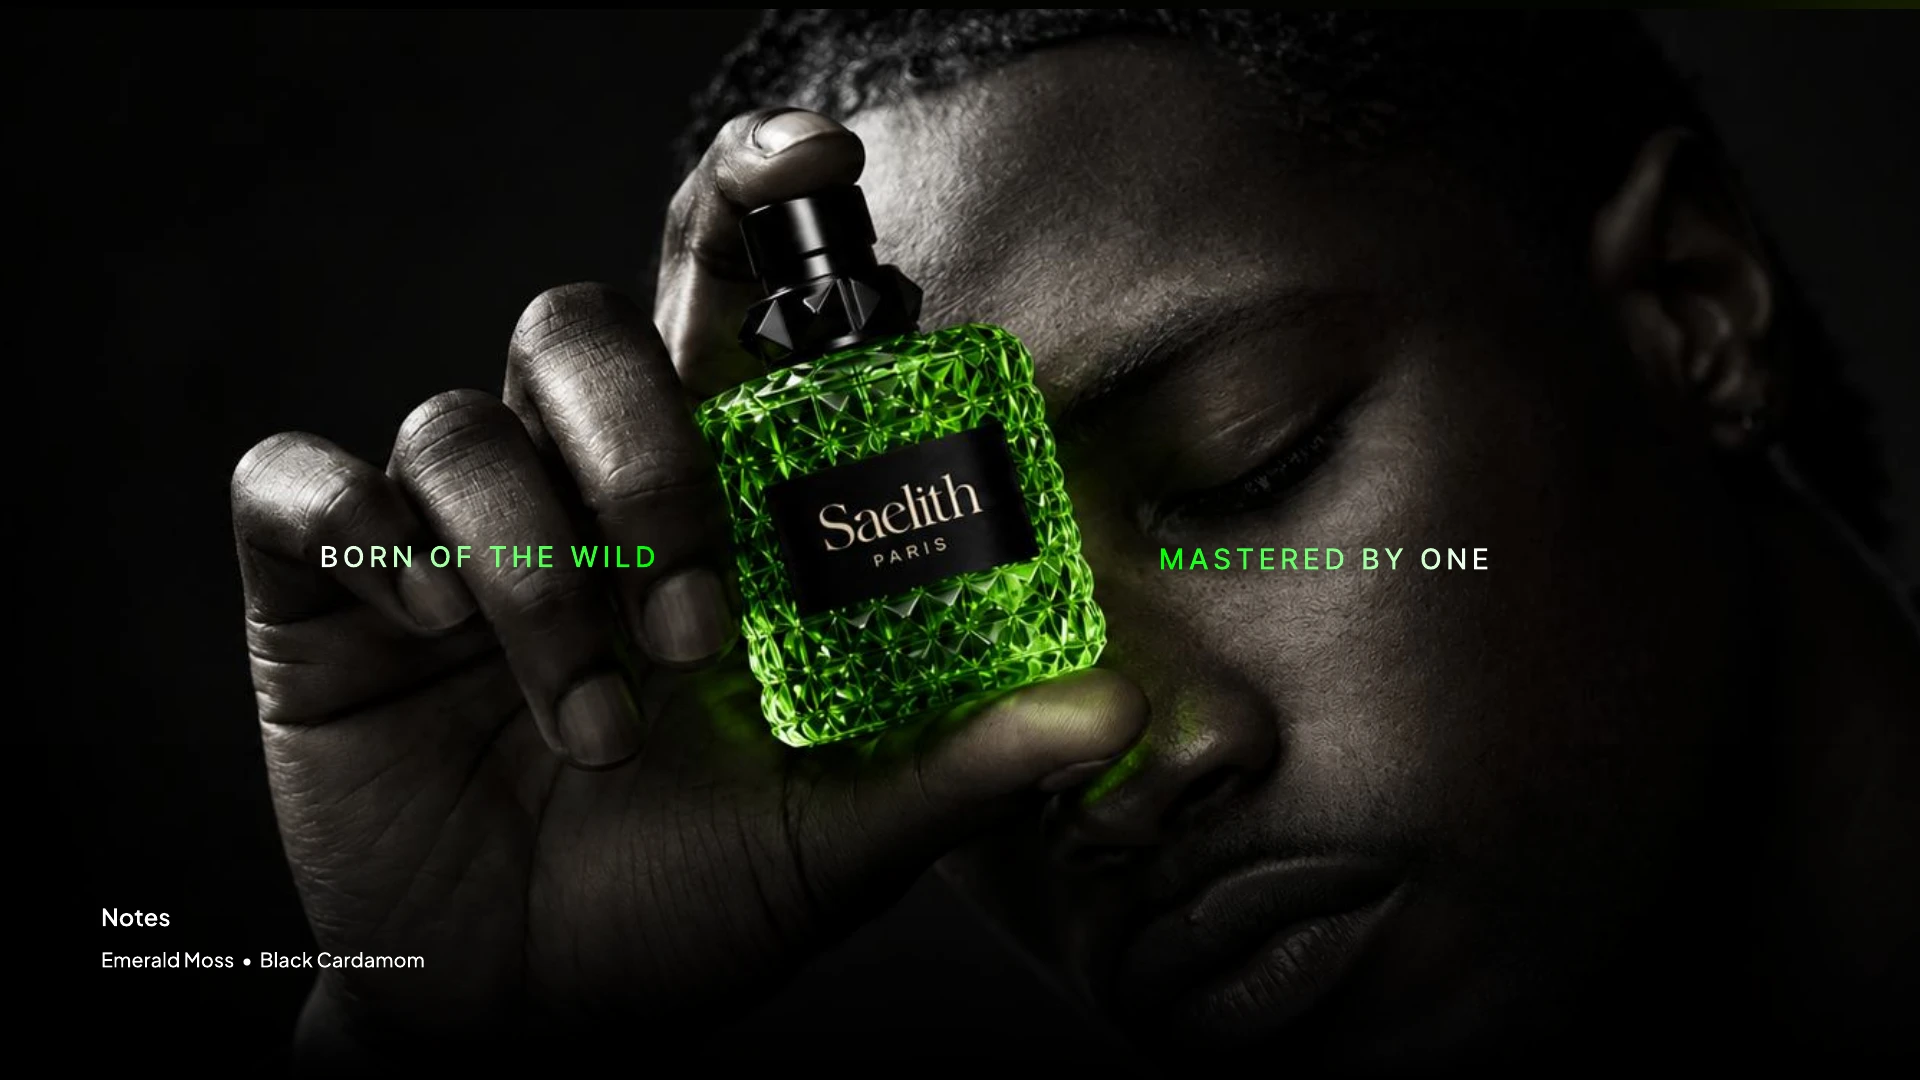 Saelith
PARIS
BORN OF THE WILD
MASTERED BY ONE
Notes
Emerald Moss • Black Cardamom